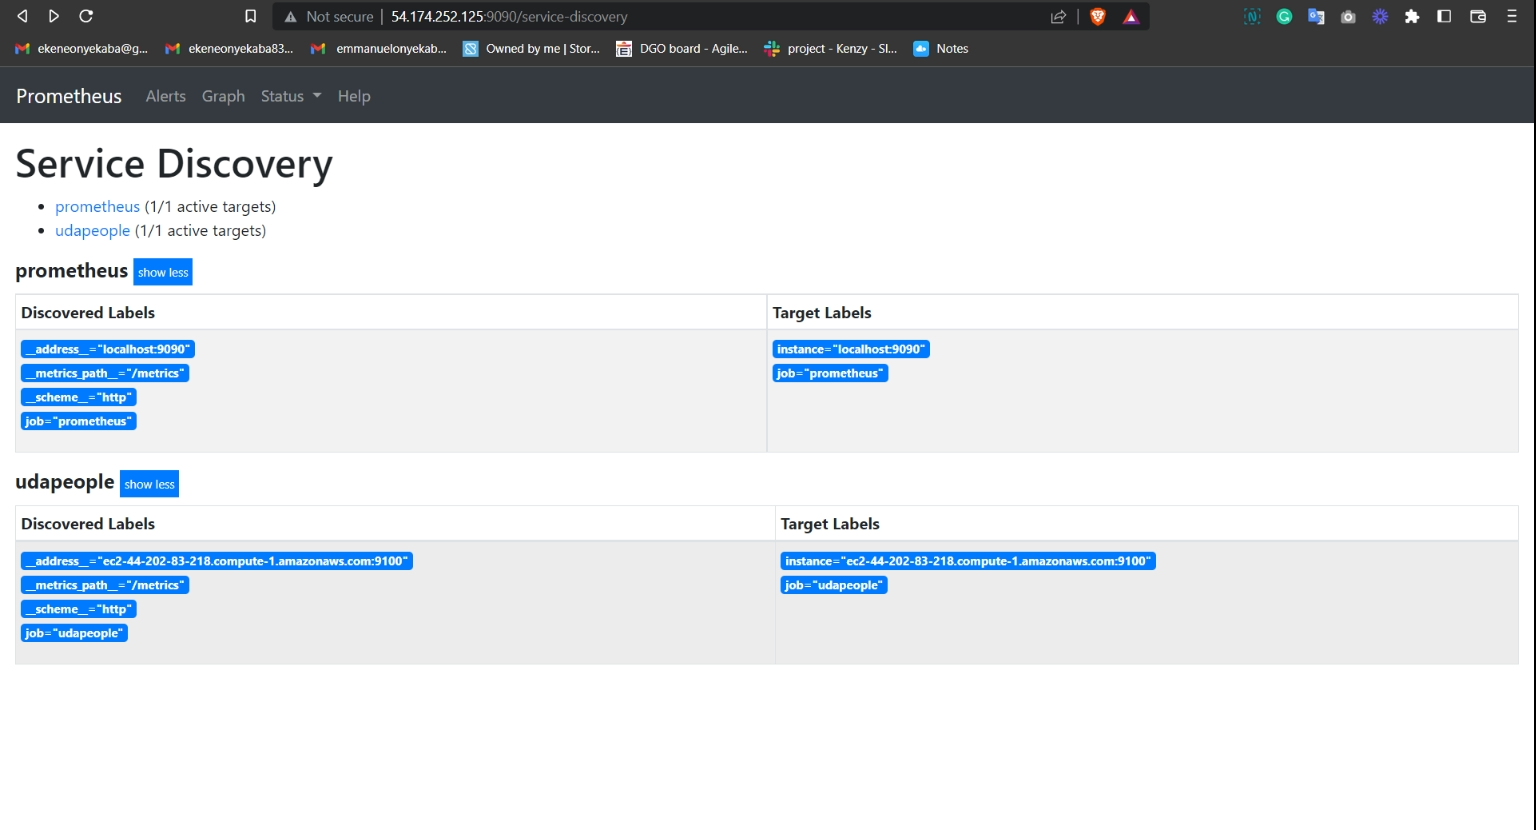 Not secure | 54.174.252.125:9090/service-discovery
ekeneonyekaba@g... ekeneonyekaba83... emmanuelonyekab... Owned by me | Stor... DGO board - Agile... project - Kenzy - Sl... Notes
Prometheus Alerts Graph Status Help
Service Discovery
prometheus (1/1 active targets)
udapeople (1/1 active targets)
prometheus show less
Discovered Labels Target Labels
__address__="localhost:9090" instance="localhost:9090"
__metrics_path__="/metrics" job="prometheus"
__scheme__="http"
job="prometheus"
udapeople show less
Discovered Labels Target Labels
__address__="ec2-44-202-83-218.compute-1.amazonaws.com:9100" instance="ec2-44-202-83-218.compute-1.amazonaws.com:9100"
__metrics_path__="/metrics" job="udapeople"
__scheme__="http"
job="udapeople"